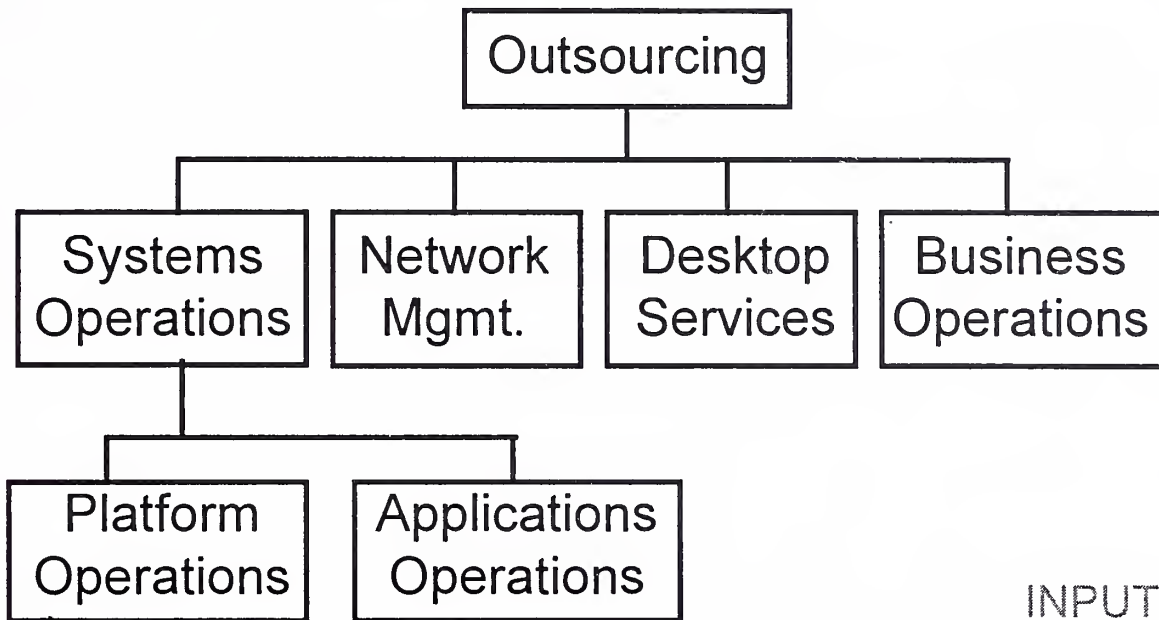 Outsourcing
Systems
Operations
Network
Mgmt.
Desktop
Services
Business
Operations
Platform
Operations
Applications
Operations
INPUT